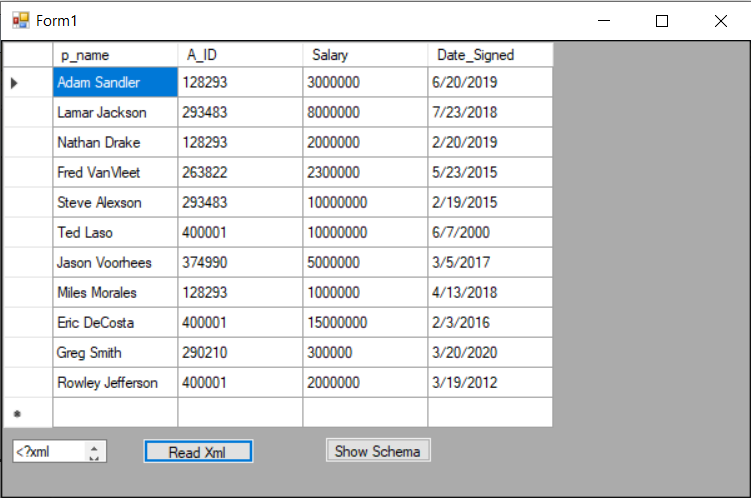 Form1
p_name A_ID Salary Date_Signed
Adam Sandler 128293 3000000 6/20/2019
Lamar Jackson 293483 8000000 7/23/2018
Nathan Drake 128293 2000000 2/20/2019
Fred VanVleet 263822 2300000 5/23/2015
Steve Alexson 293483 10000000 2/19/2015
Ted Laso 400001 10000000 6/7/2000
Jason Voorhees 374990 5000000 3/5/2017
Miles Morales 128293 1000000 4/13/2018
Eric DeCosta 400001 15000000 2/3/2016
Greg Smith 290210 300000 3/20/2020
Rowley Jefferson 400001 2000000 3/19/2012
<?xml Read Xml Show Schema